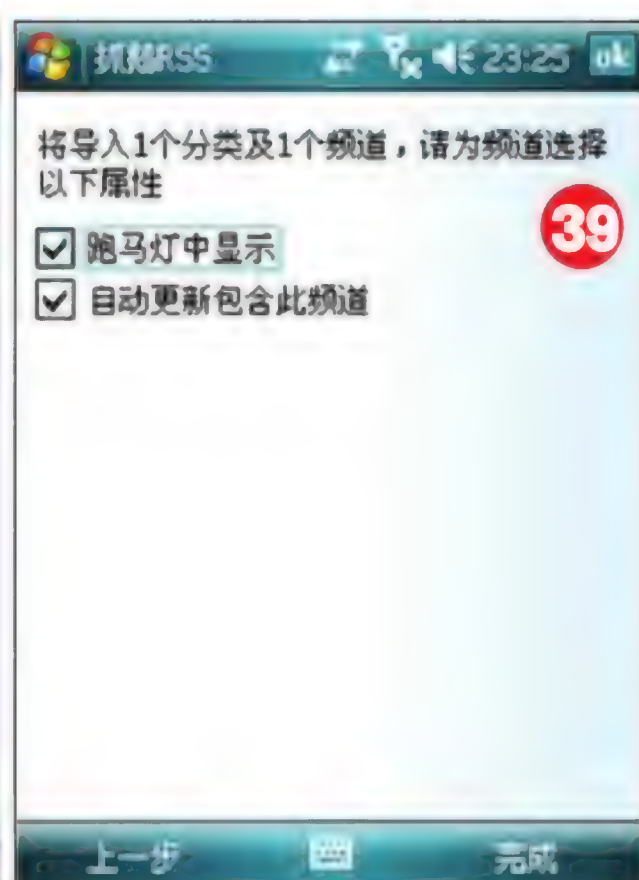 抓虾RSS 23:25 ok
将导入1个分类及1个频道，请为频道选择
以下属性
39
跑马灯中显示
自动更新包含此频道
上一步 完成